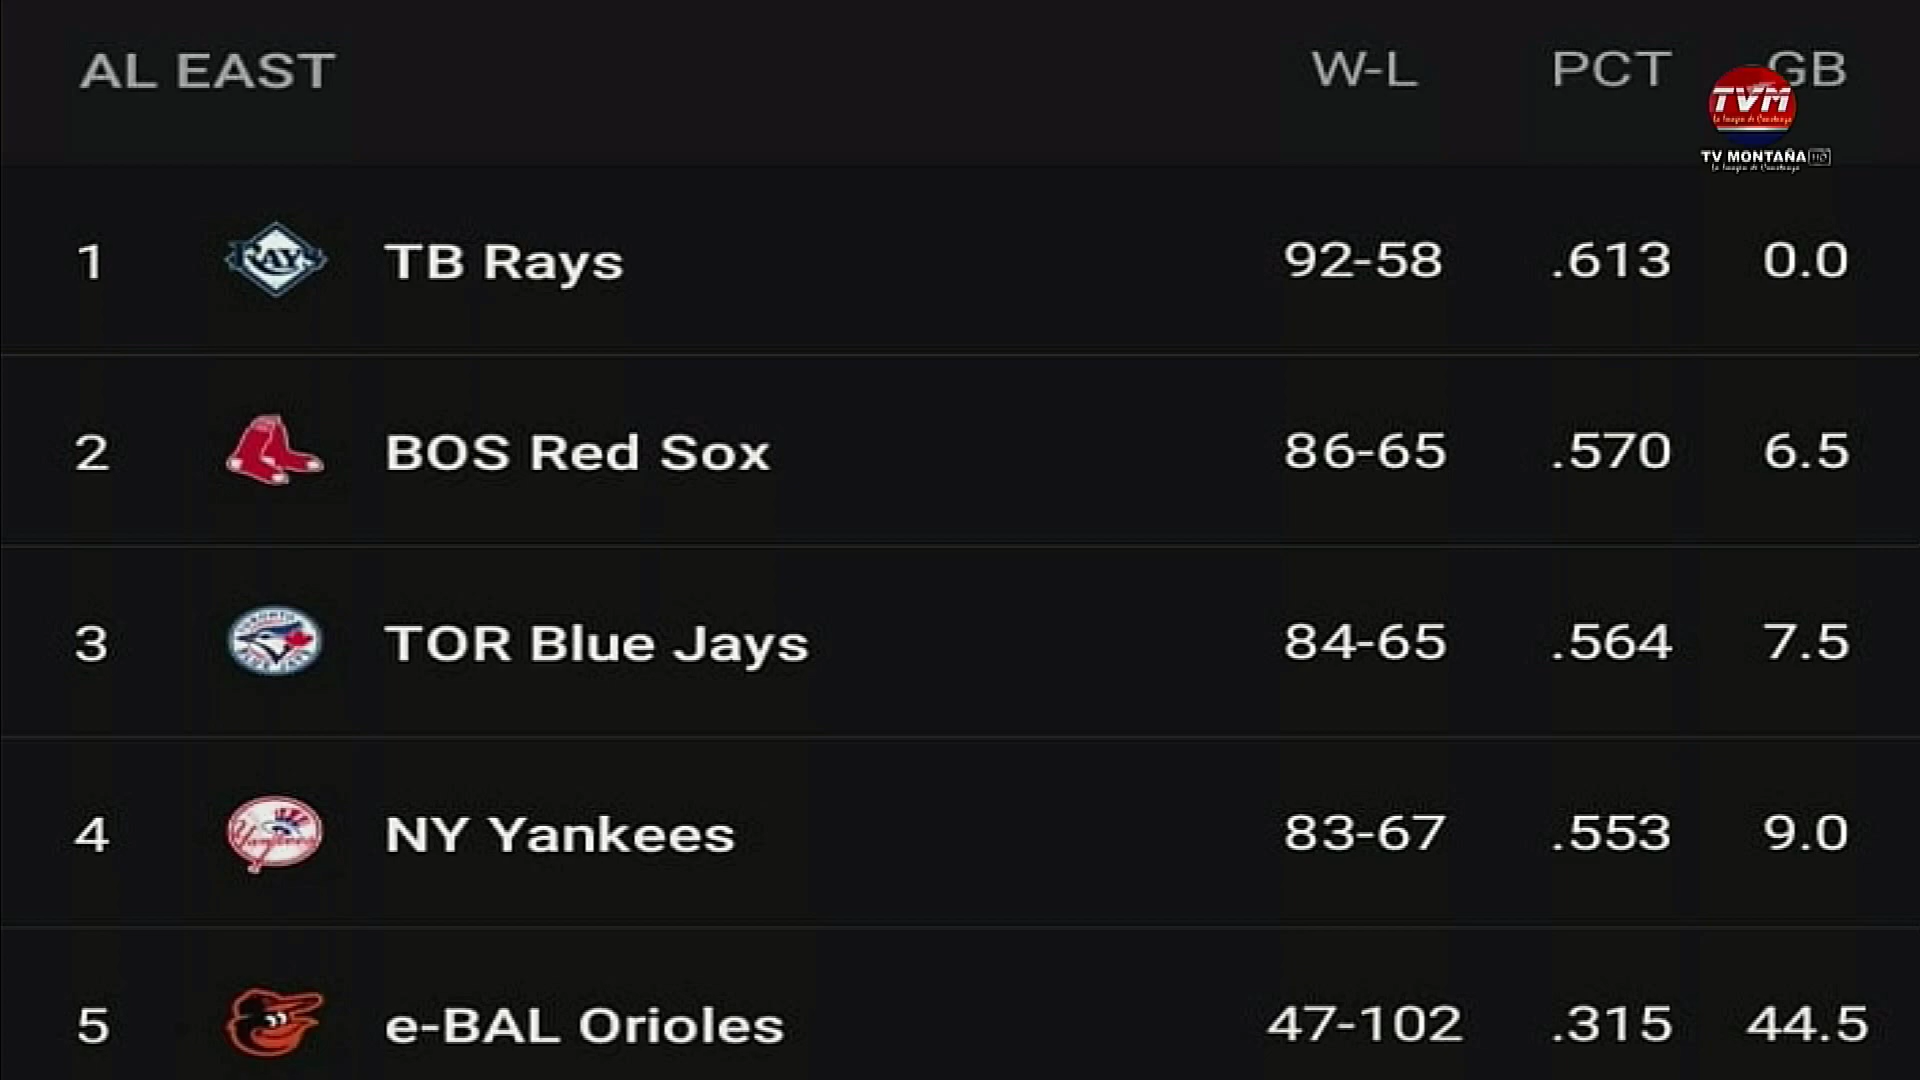 AL EAST W-L PCT GB
TVM
TV MONTAÑA HD
1 RAYS TB Rays 92-58 .613 0.0
2 BOS Red Sox 86-65 .570 6.5
3 TOR Blue Jays 84-65 .564 7.5
4 NY Yankees 83-67 .553 9.0
5 e-BAL Orioles 47-102 .315 44.5